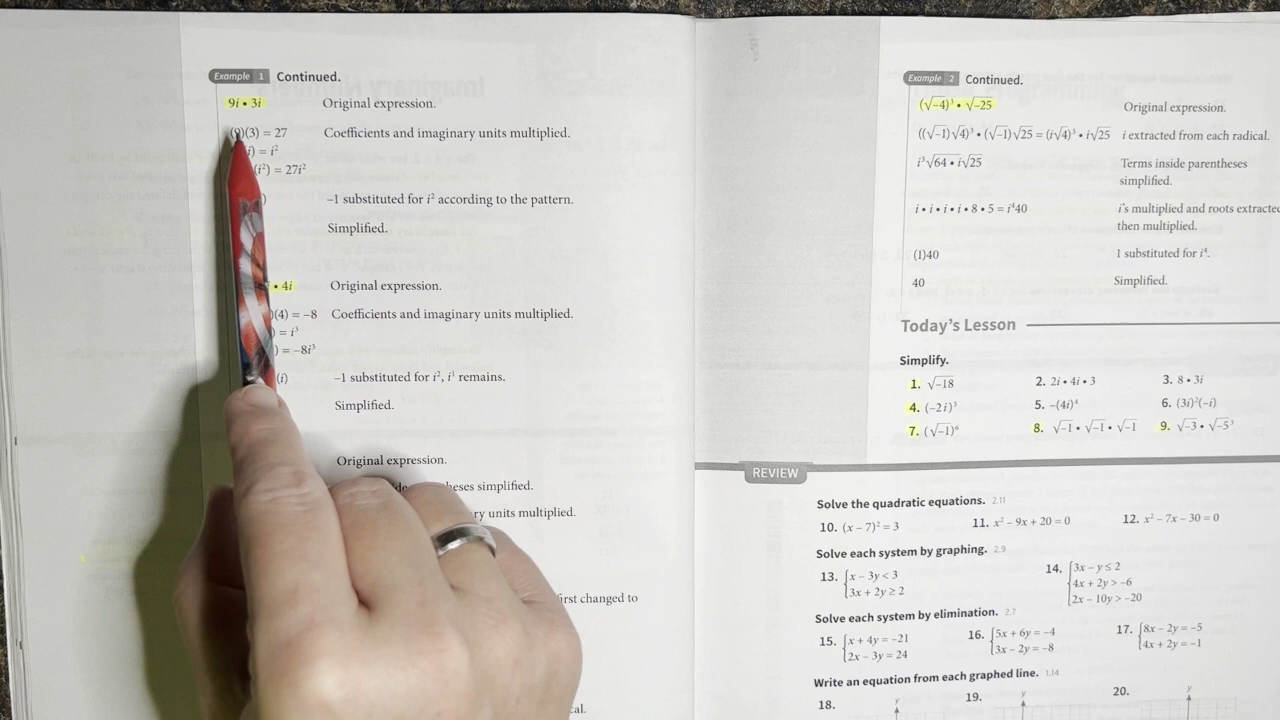 Example 1 Continued.
9i • 3i Original expression.
(9)(3) = 27 Coefficients and imaginary units multiplied.
i) = i²
(i²) = 27i²
) –1 substituted for i² according to the pattern.
Simplified.
• 4i Original expression.
)(4) = –8 Coefficients and imaginary units multiplied.
) = i³
) = –8i³
(i) –1 substituted for i², i¹ remains.
Simplified.
Original expression.
heses simplified.
ry units multiplied.
first changed to
cal.
Example 2 Continued.
(√–4)³ • √–25 Original expression.
((√–1)√4)³ • (√–1)√25 = (i√4)³ • i√25 i extracted from each radical.
i³√64 • i√25 Terms inside parentheses
simplified.
i • i • i • i • 8 • 5 = i⁴40 i's multiplied and roots extracted
then multiplied.
(1)40 1 substituted for i⁴.
40 Simplified.
Today's Lesson
Simplify.
1. √–18 2. 2i • 4i • 3 3. 8 • 3i
4. (–2i)³ 5. –(4i)⁴ 6. (3i)²(–i)
7. (√–1)⁶ 8. √–1 • √–1 • √–1 9. √–3 • √–5³
REVIEW
Solve the quadratic equations. 2.11
10. (x – 7)² = 3 11. x² – 9x + 20 = 0 12. x² – 7x – 30 = 0
Solve each system by graphing. 2.9
13. x – 3y < 3 14. 3x – y ≤ 2
3x + 2y ≥ 2 4x + 2y > –6
2x – 10y > –20
Solve each system by elimination. 2.7
15. x + 4y = –21 16. 5x + 6y = –4 17. 8x – 2y = –5
2x – 3y = 24 3x – 2y = –8 4x + 2y = –1
Write an equation from each graphed line. 1.14
18. y 19. y 20. y